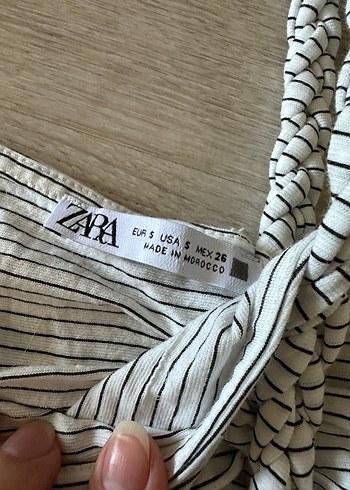 ZARA
EUR S USA S MEX 26
MADE IN MOROCCO